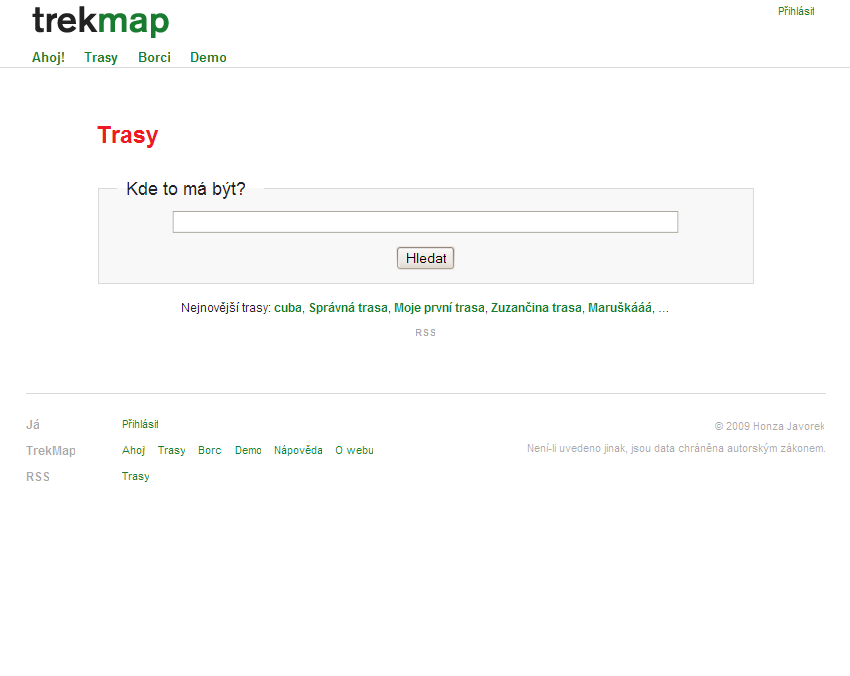 trekmap
Přihlásit
Ahoj! Trasy Borci Demo
Trasy
Kde to má být?
Hledat
Nejnovější trasy: cuba, Správná trasa, Moje první trasa, Zuzančina trasa, Maruškááá, ...
RSS
Já Přihlásit
© 2009 Honza Javorek
TrekMap Ahoj Trasy Borc Demo Nápověda O webu
Není-li uvedeno jinak, jsou data chráněna autorským zákonem.
RSS Trasy